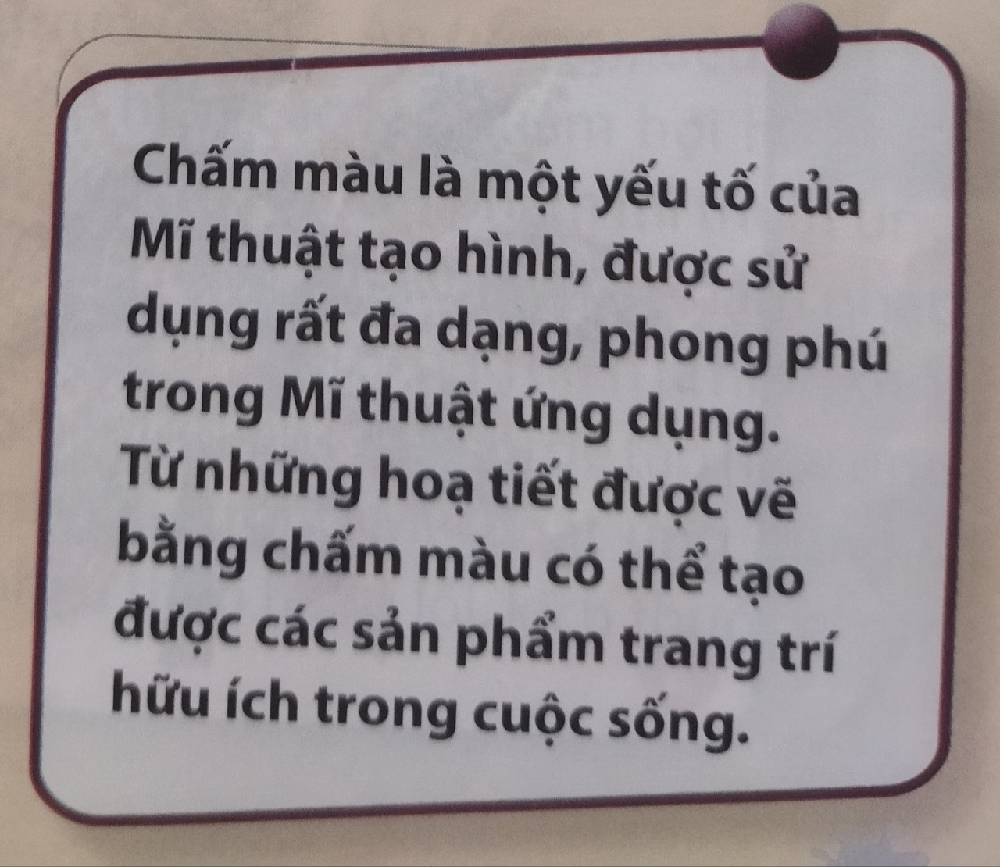 Chấm màu là một yếu tố của
Mĩ thuật tạo hình, được sử
dụng rất đa dạng, phong phú
trong Mĩ thuật ứng dụng.
Từ những hoạ tiết được vẽ
bằng chấm màu có thể tạo
được các sản phẩm trang trí
hữu ích trong cuộc sống.